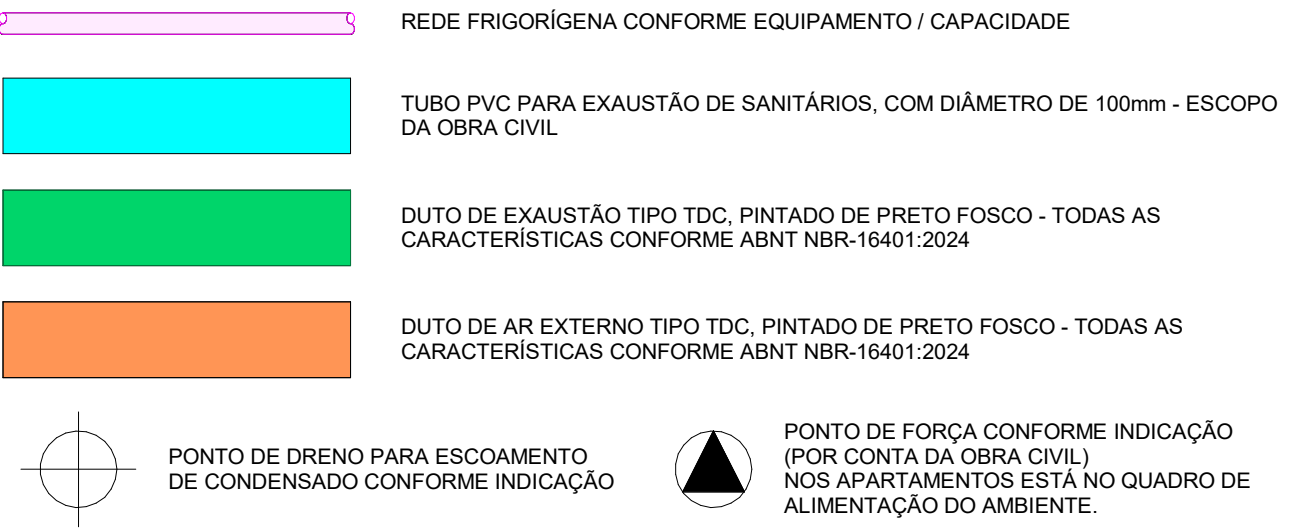 REDE FRIGORÍGENA CONFORME EQUIPAMENTO / CAPACIDADE
TUBO PVC PARA EXAUSTÃO DE SANITÁRIOS, COM DIÂMETRO DE 100mm - ESCOPO
DA OBRA CIVIL
DUTO DE EXAUSTÃO TIPO TDC, PINTADO DE PRETO FOSCO - TODAS AS
CARACTERÍSTICAS CONFORME ABNT NBR-16401:2024
DUTO DE AR EXTERNO TIPO TDC, PINTADO DE PRETO FOSCO - TODAS AS
CARACTERÍSTICAS CONFORME ABNT NBR-16401:2024
PONTO DE DRENO PARA ESCOAMENTO
DE CONDENSADO CONFORME INDICAÇÃO
PONTO DE FORÇA CONFORME INDICAÇÃO
(POR CONTA DA OBRA CIVIL)
NOS APARTAMENTOS ESTÁ NO QUADRO DE
ALIMENTAÇÃO DO AMBIENTE.